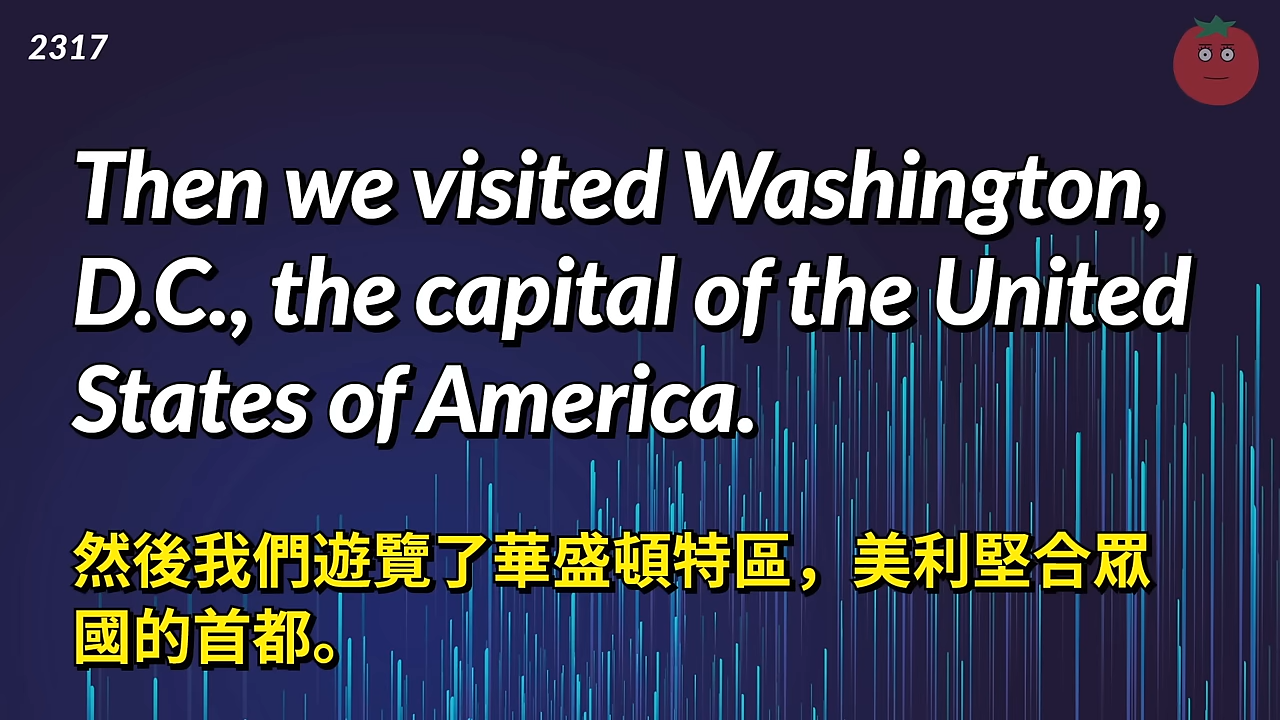 2317
Then we visited Washington,
D.C., the capital of the United
States of America.
然後我們遊覽了華盛頓特區，美利堅合眾
國的首都。